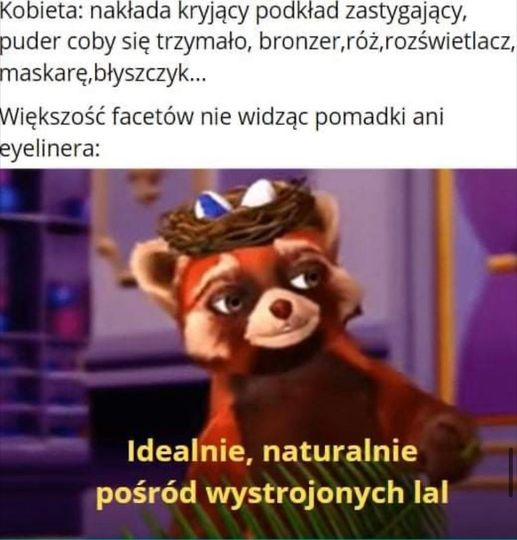 Kobieta: nakłada kryjący podkład zastygający,
puder coby się trzymało, bronzer,róż,rozświetlacz,
maskarę,błyszczyk...
Większość facetów nie widząc pomadki ani
eyelinera:
Idealnie, naturalnie
pośród wystrojonych lal